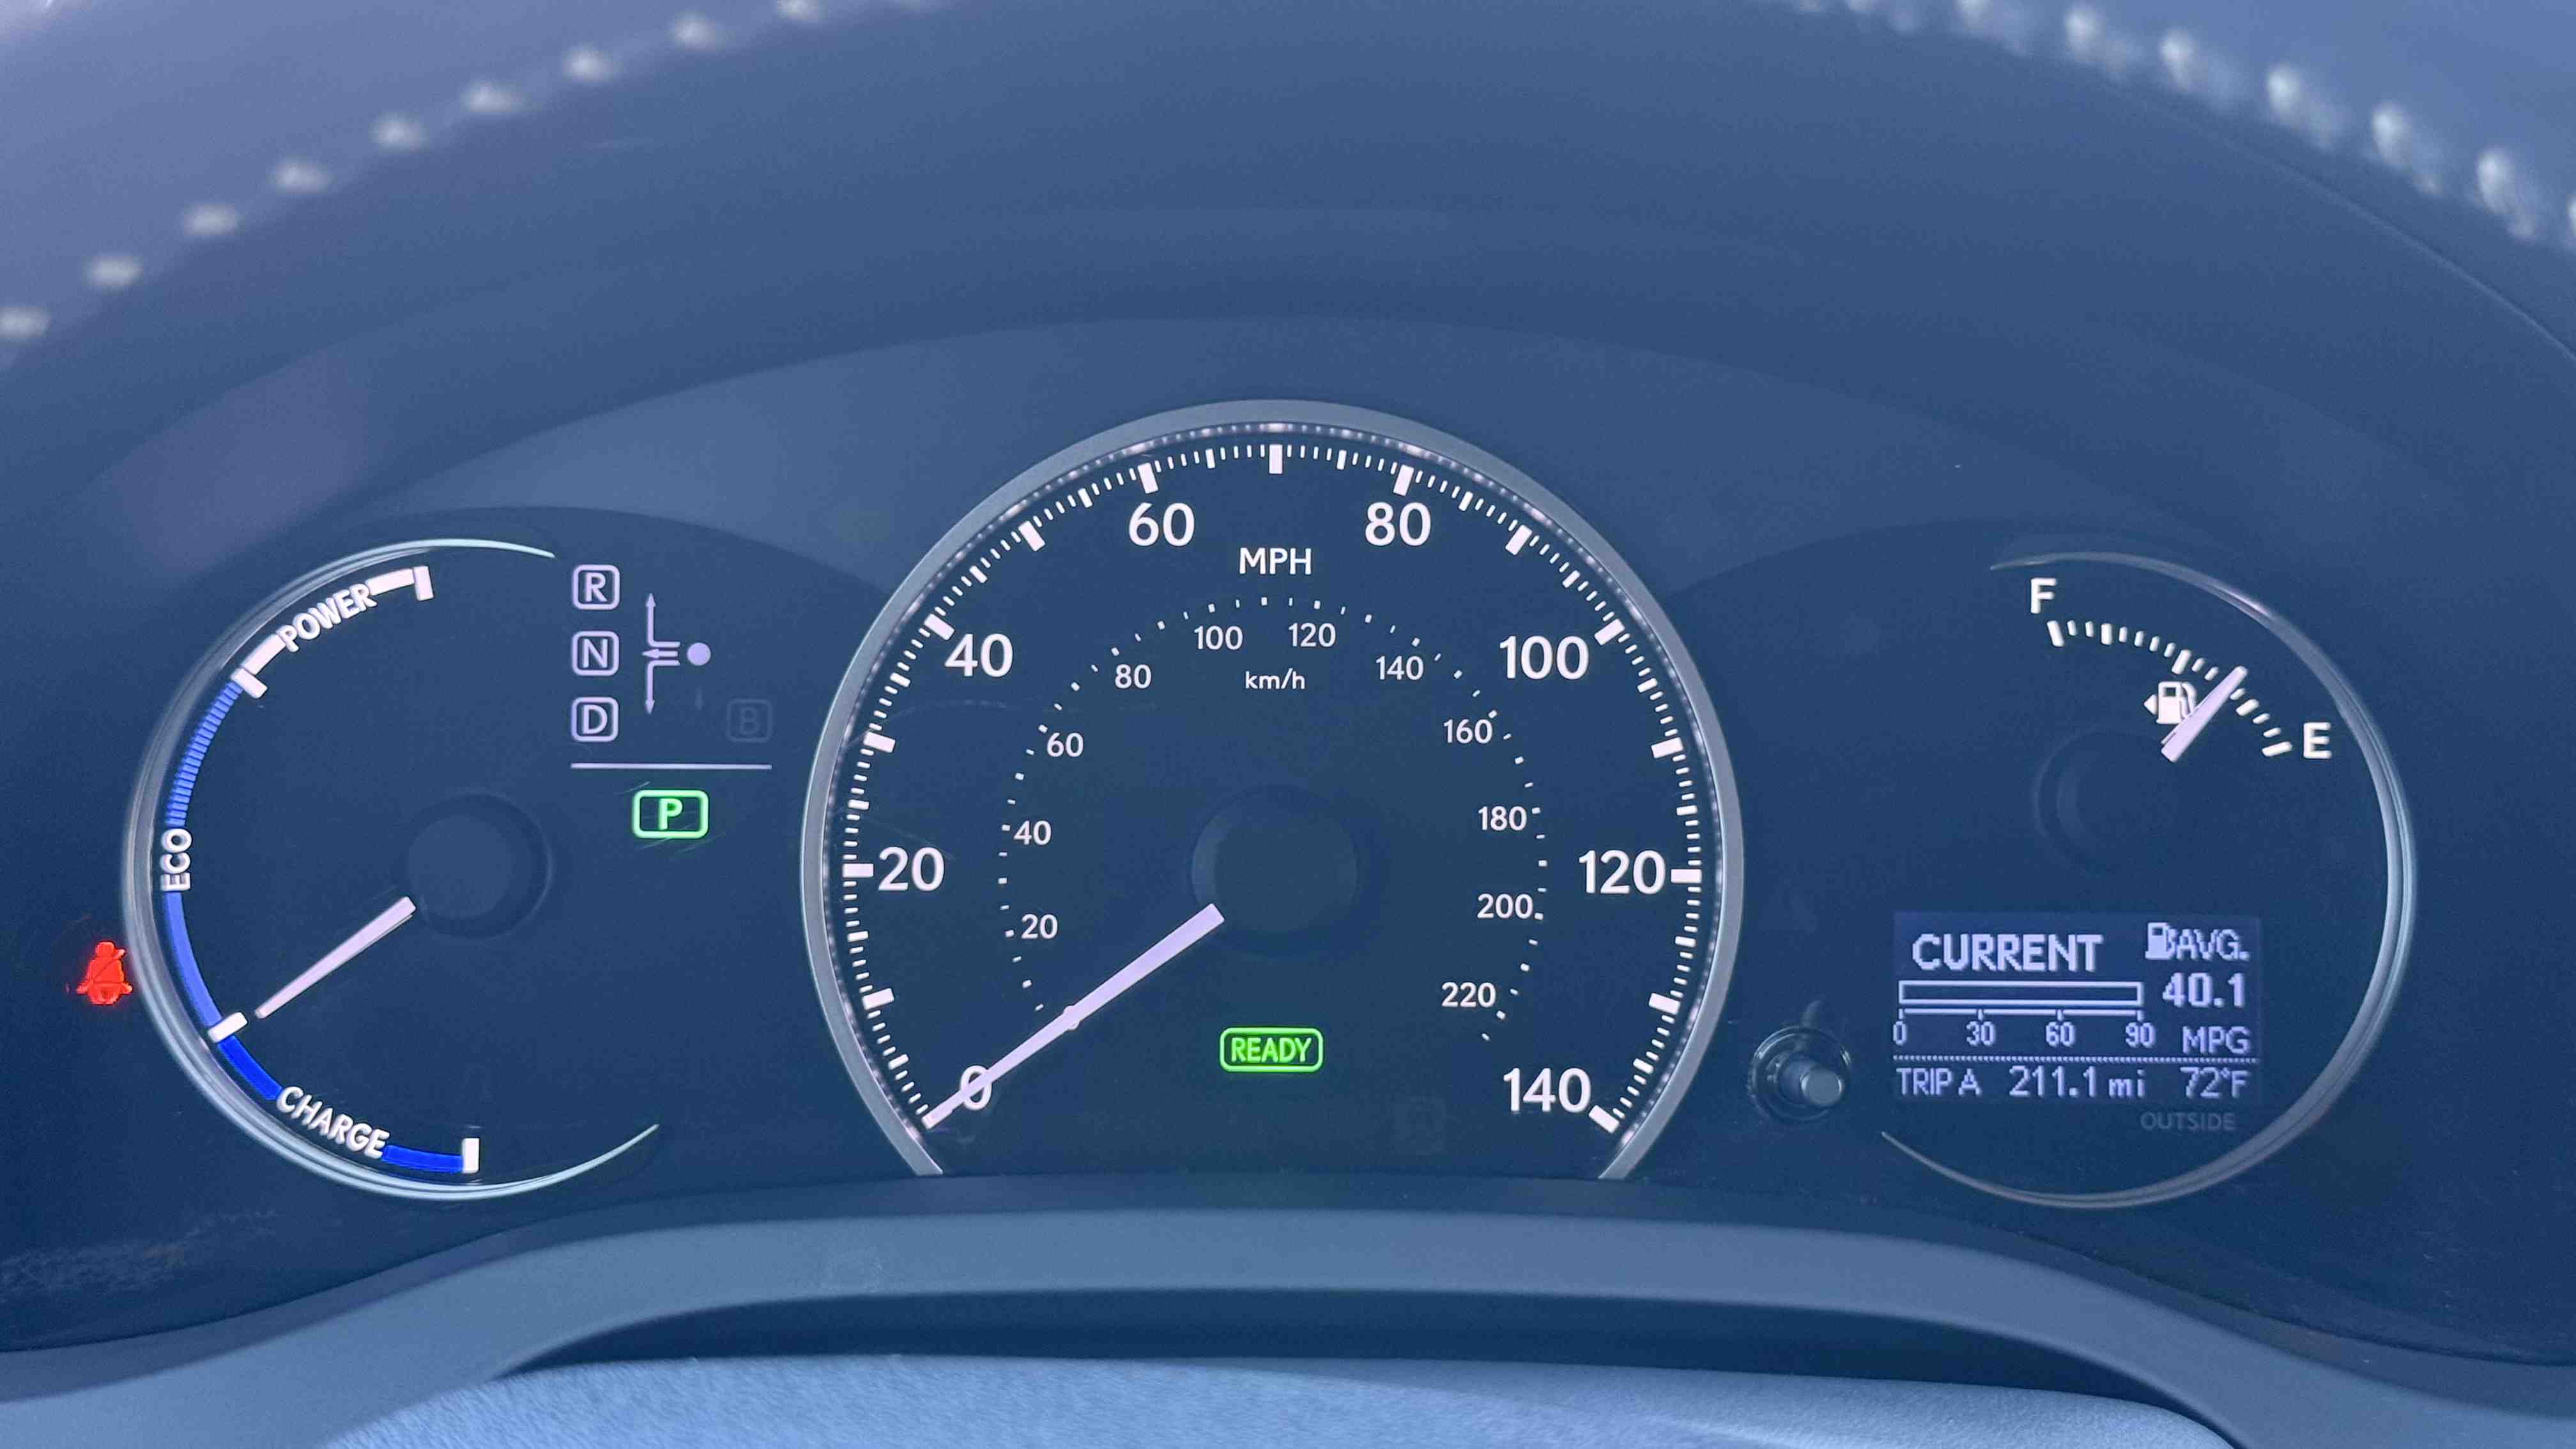 POWER
ECO
CHARGE
R
N
D
B
P
60
80
MPH
40
100
20
120
0
140
100
120
80
140
km/h
60
160
40
180
20
200
220
READY
F
E
CURRENT AVG.
40.1
0 30 60 90 MPG
TRIP A 211.1 mi 72°F
OUTSIDE